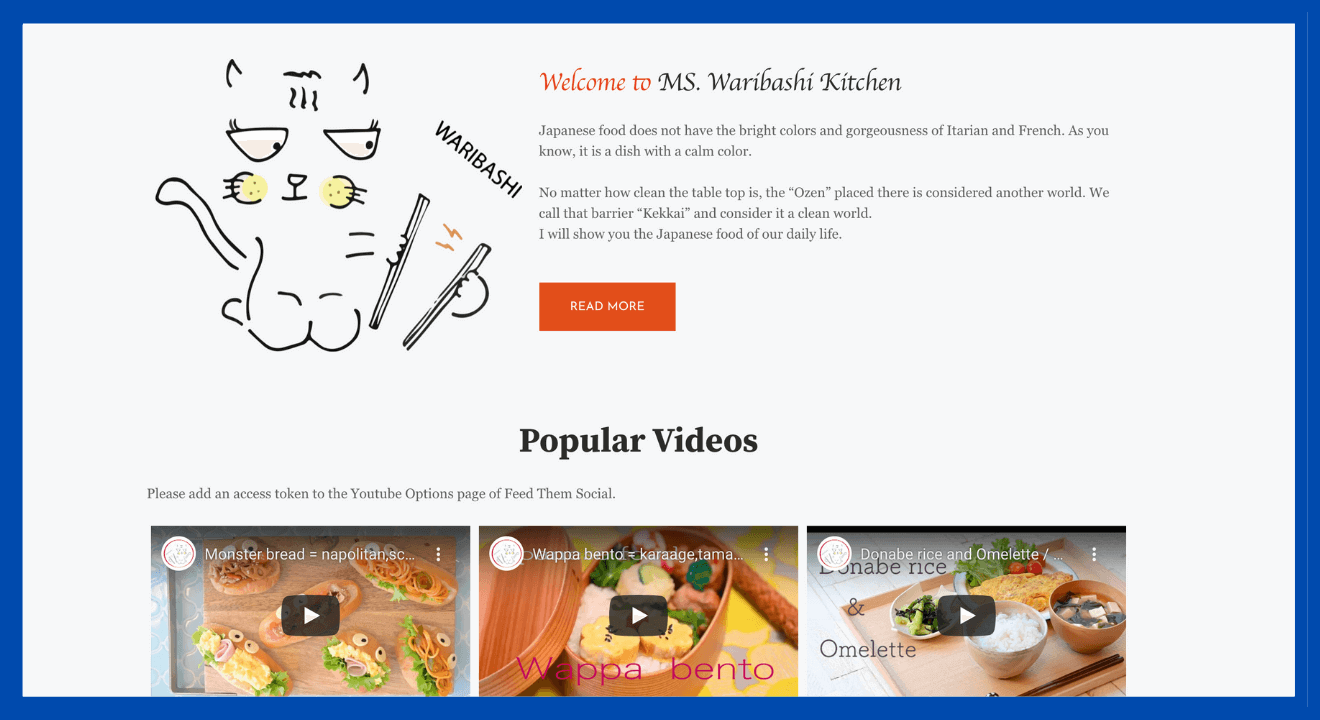 WARIBASHI
Welcome to MS. Waribashi Kitchen
Japanese food does not have the bright colors and gorgeousness of Itarian and French. As you
know, it is a dish with a calm color.
No matter how clean the table top is, the “Ozen” placed there is considered another world. We
call that barrier “Kekkai” and consider it a clean world.
I will show you the Japanese food of our daily life.
READ MORE
Popular Videos
Please add an access token to the Youtube Options page of Feed Them Social.
Monster bread = napolitan,sc...
Wappa bento = karaage,tama...
Donabe rice and Omelette / ...
Donabe rice
&
Omelette
Wappa bento